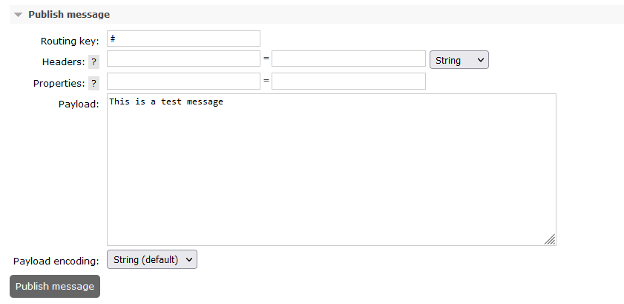 Publish message
Routing key: #
Headers: ? = String
Properties: ? =
Payload: This is a test message
Payload encoding: String (default)
Publish message